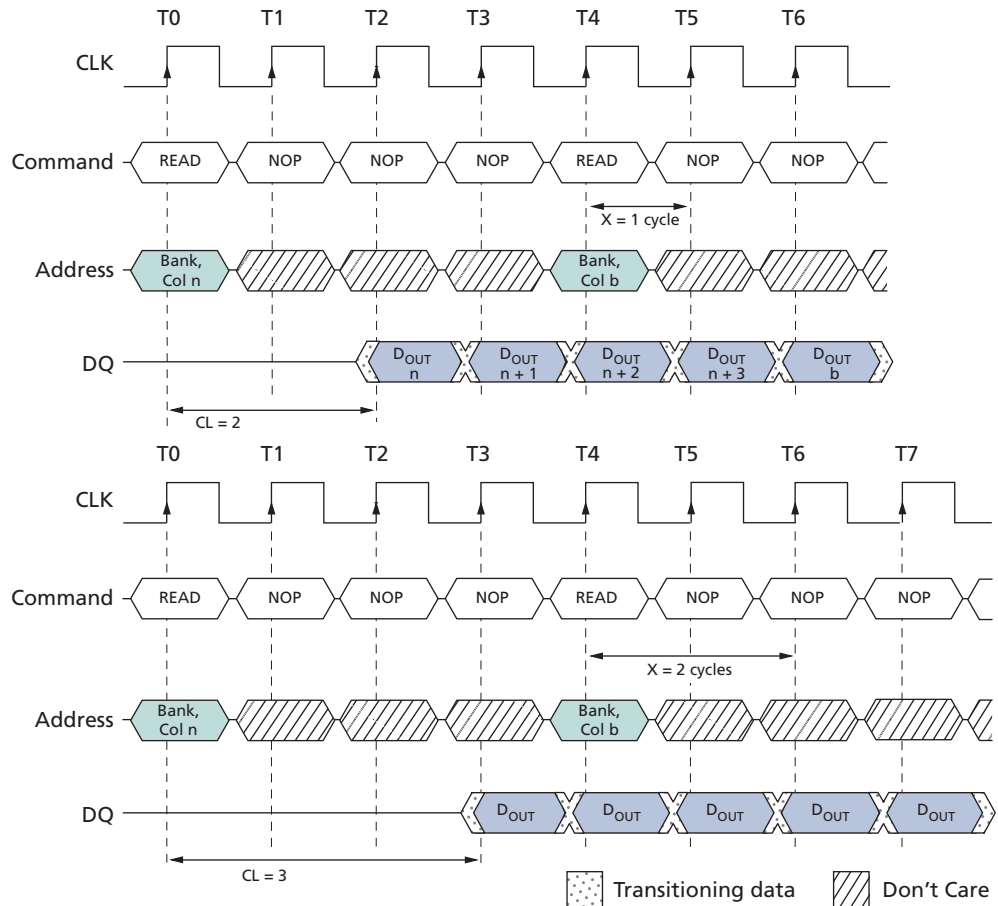 T0 T1 T2 T3 T4 T5 T6
CLK
Command READ NOP NOP NOP READ NOP NOP
X = 1 cycle
Address Bank, Col n Bank, Col b
DQ DOUT n DOUT n + 1 DOUT n + 2 DOUT n + 3 DOUT b
CL = 2
T0 T1 T2 T3 T4 T5 T6 T7
CLK
Command READ NOP NOP NOP READ NOP NOP NOP
X = 2 cycles
Address Bank, Col n Bank, Col b
DQ DOUT DOUT DOUT DOUT DOUT
CL = 3
Transitioning data Don't Care